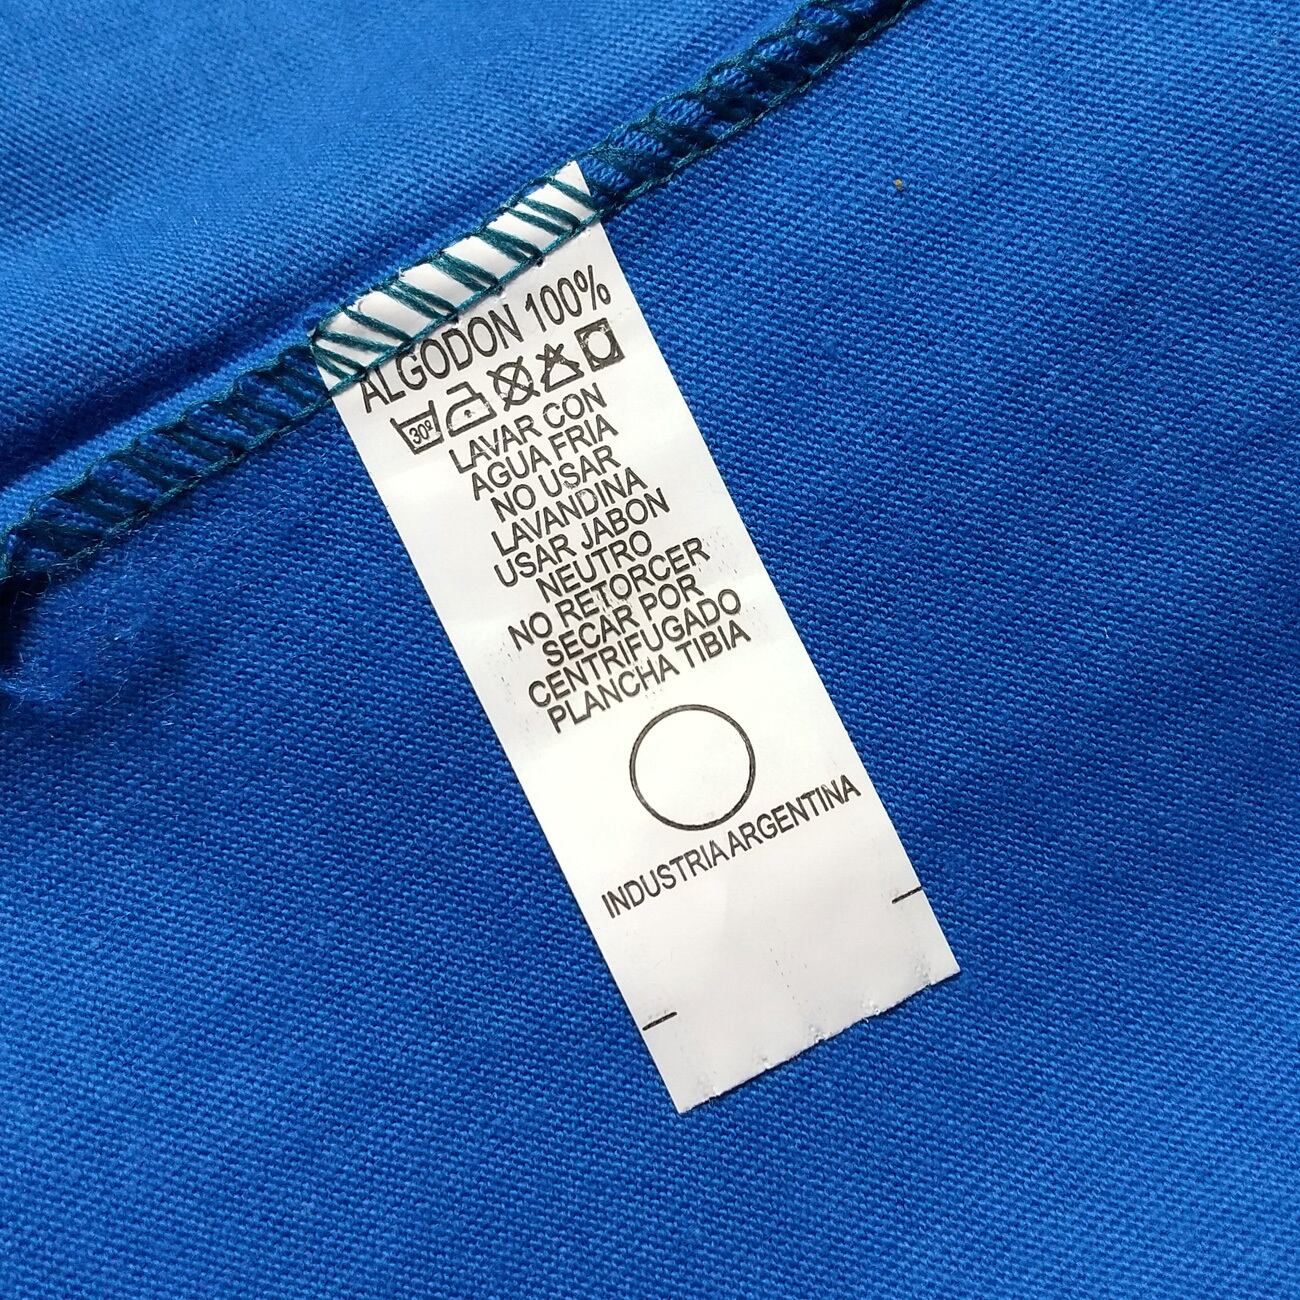 ALGODON 100%
30º
LAVAR CON
AGUA FRIA
NO USAR
LAVANDINA
USAR JABON
NEUTRO
NO RETORCER
SECAR POR
CENTRIFUGADO
PLANCHA TIBIA
INDUSTRIA ARGENTINA